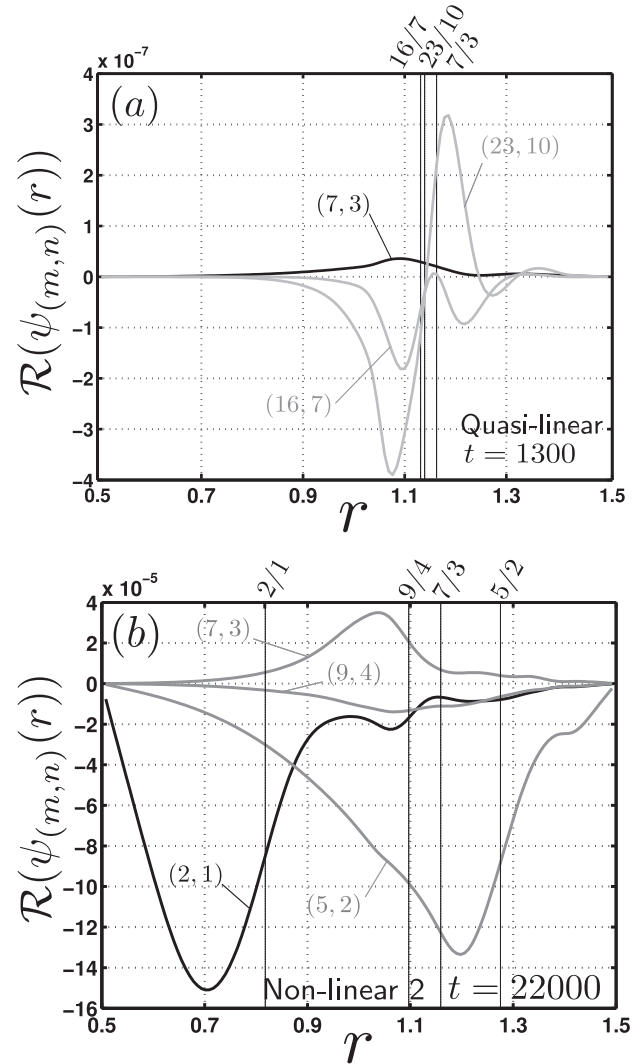 16/7
23/10
7/3
x 10⁻⁷
(a)
4
3
2
1
0
-1
-2
-3
-4
(23, 10)
(7, 3)
(16, 7)
Quasi-linear
t = 1300
0.5 0.7 0.9 1.1 1.3 1.5
r
ℛ(ψ(m,n)(r))
2/1
9/4
7/3
5/2
x 10⁻⁵
(b)
4
2
0
-2
-4
-6
-8
-10
-12
-14
-16
(7, 3)
(9, 4)
(2, 1)
(5, 2)
Non-linear 2 t = 22000
0.5 0.7 0.9 1.1 1.3 1.5
r
ℛ(ψ(m,n)(r))